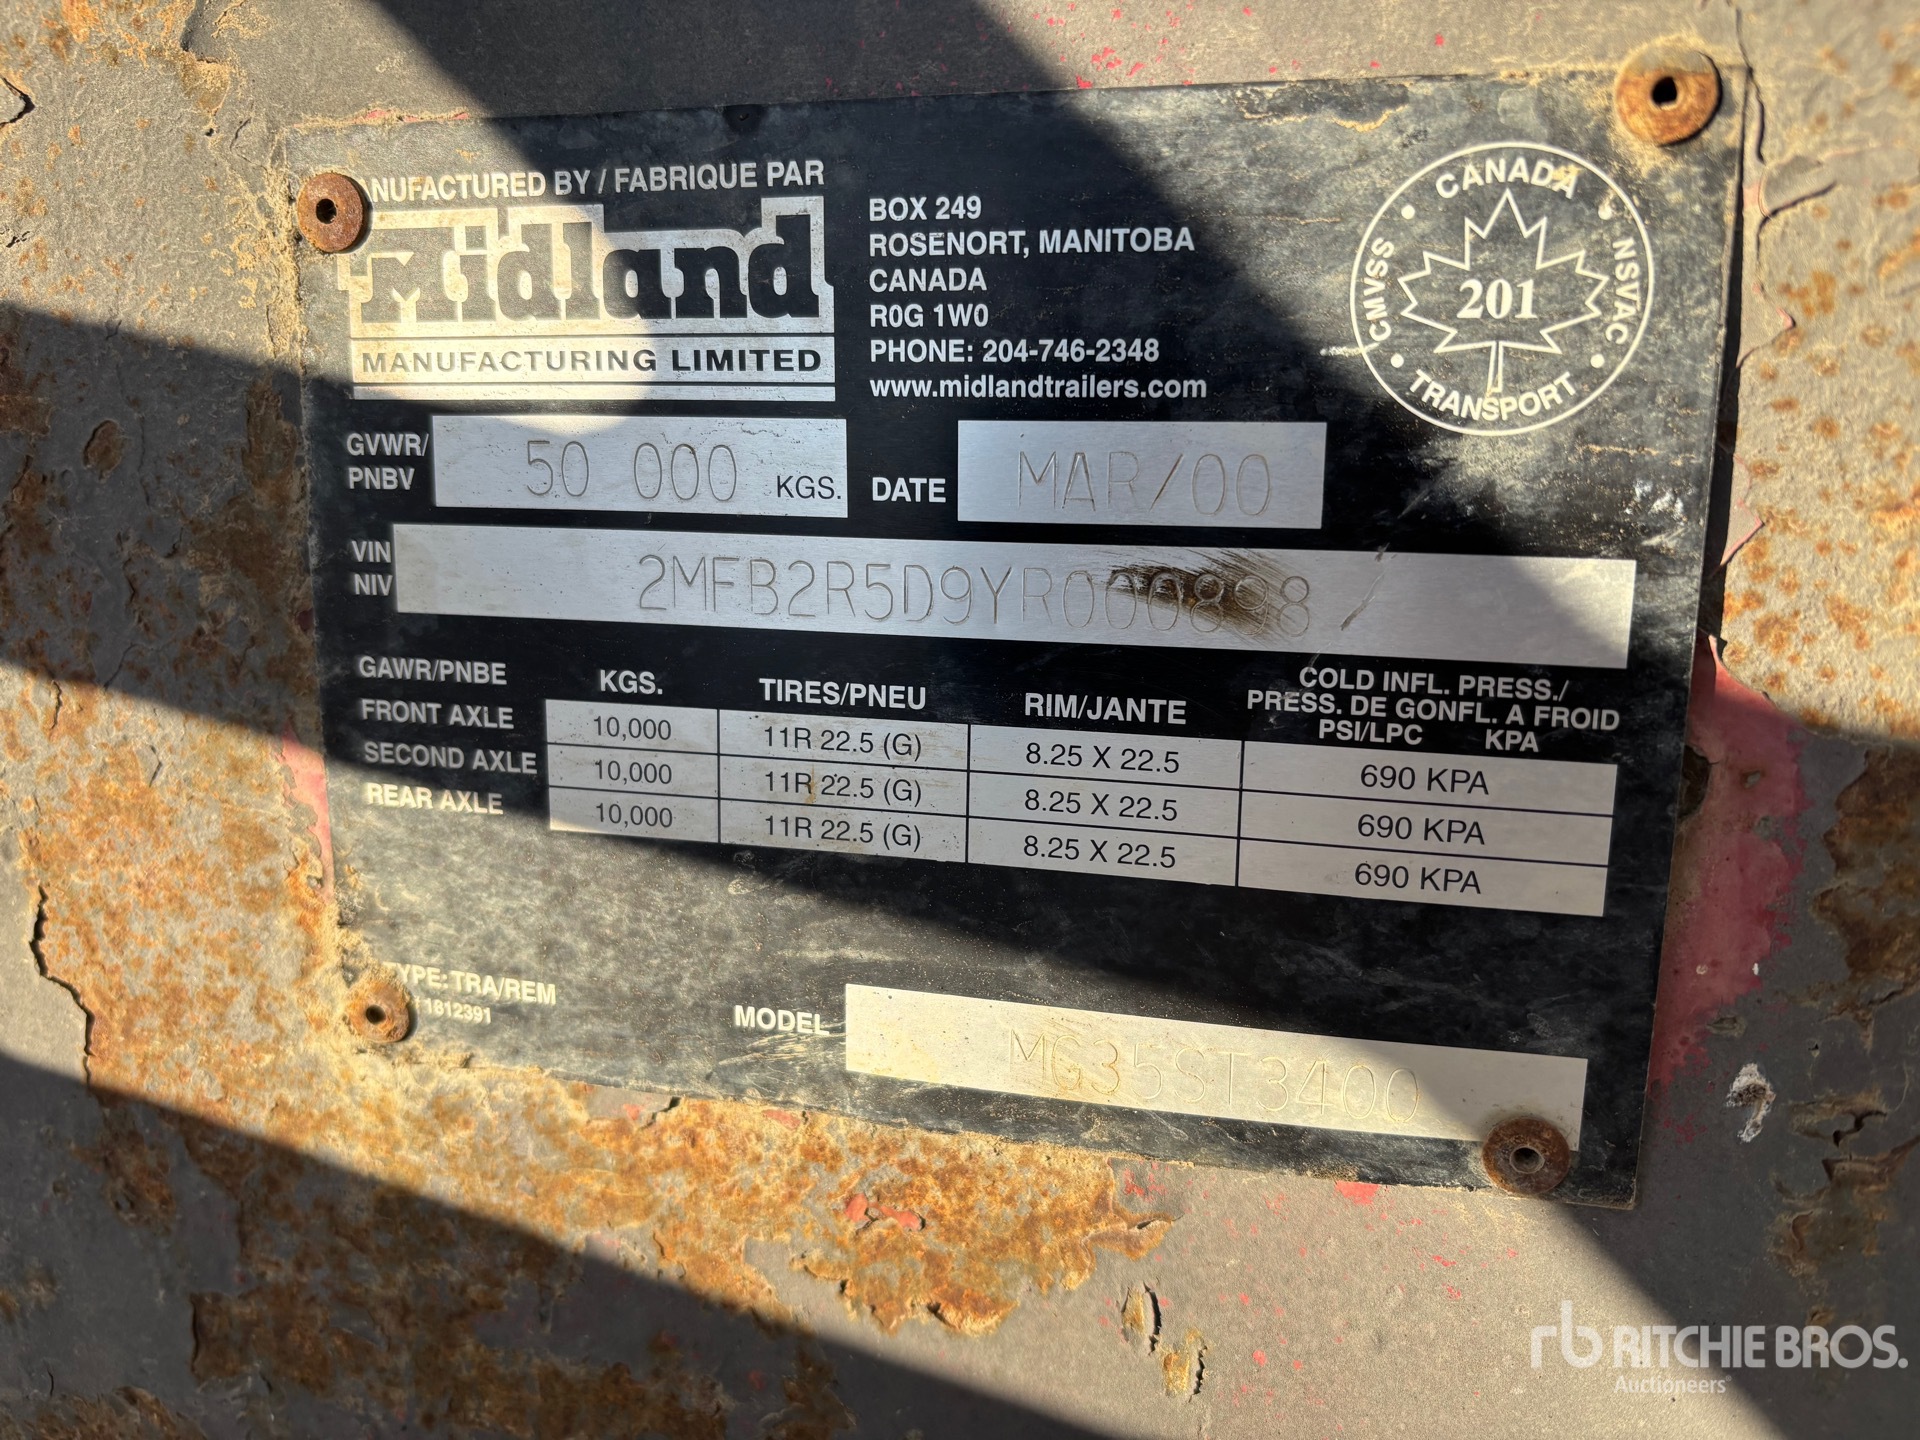 ANUFACTURED BY / FABRIQUE PAR
Midland
MANUFACTURING LIMITED
BOX 249
ROSENORT, MANITOBA
CANADA
R0G 1W0
PHONE: 204-746-2348
www.midlandtrailers.com
CANADA
CMVSS • NSVAC
201
TRANSPORT
GVWR/
PNBV
50 000 KGS.
DATE MAR/00
VIN
NIV
2MFB2R5D9YR000898
GAWR/PNBE KGS. TIRES/PNEU RIM/JANTE COLD INFL. PRESS./
PRESS. DE GONFL. A FROID
PSI/LPC KPA
FRONT AXLE 10,000 11R 22.5 (G) 8.25 X 22.5 690 KPA
SECOND AXLE 10,000 11R 22.5 (G) 8.25 X 22.5 690 KPA
REAR AXLE 10,000 11R 22.5 (G) 8.25 X 22.5 690 KPA
TYPE: TRA/REM
1812391
MODEL MG35ST3400
rb RITCHIE BROS.
Auctioneers